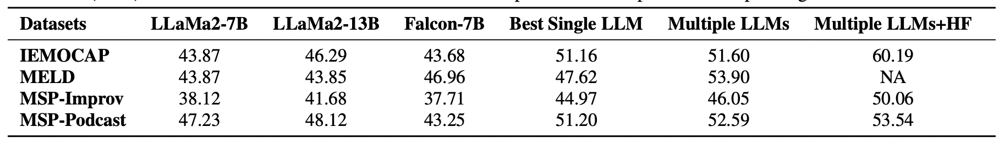 Datasets LLaMa2-7B LLaMa2-13B Falcon-7B Best Single LLM Multiple LLMs Multiple LLMs+HF
IEMOCAP 43.87 46.29 43.68 51.16 51.60 60.19
MELD 43.87 43.85 46.96 47.62 53.90 NA
MSP-Improv 38.12 41.68 37.71 44.97 46.05 50.06
MSP-Podcast 47.23 48.12 43.25 51.20 52.59 53.54